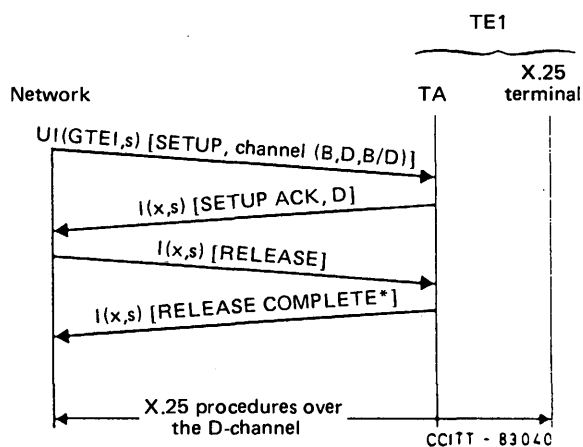 TE1
Network
TA
X.25
terminal
UI(GTEI,s) [SETUP, channel (B,D,B/D)]
I(x,s) [SETUP ACK, D]
I(x,s) [RELEASE]
I(x,s) [RELEASE COMPLETE*]
X.25 procedures over
the D-channel
CCITT - 83040